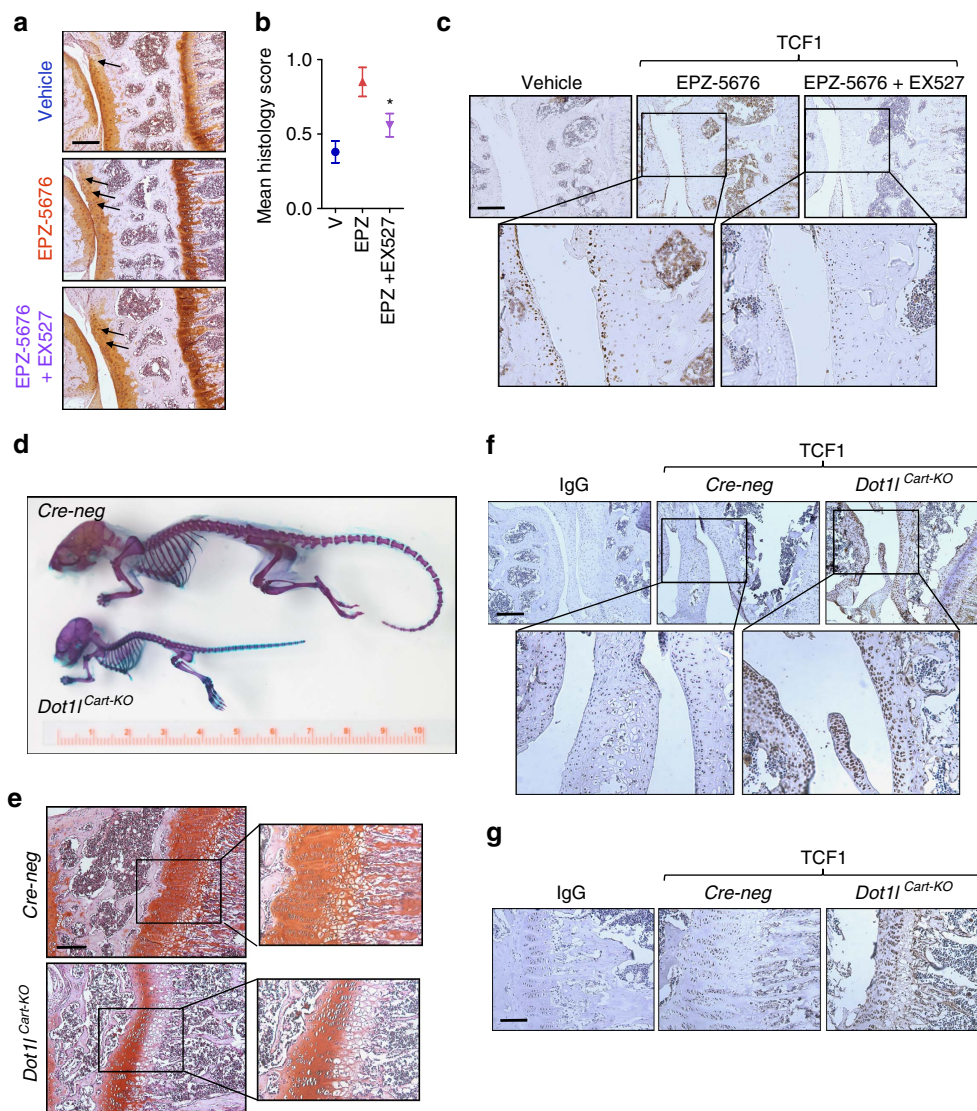 a
Vehicle
EPZ-5676
EPZ-5676
+ EX527
b
Mean histology score
1.0
0.5
0.0
*
V
EPZ
EPZ +EX527
c
TCF1
Vehicle
EPZ-5676
EPZ-5676 + EX527
d
Cre-neg
Dot1l Cart-KO
1 2 3 4 5 6 7 8 9 10
e
Cre-neg
Dot1l Cart-KO
f
TCF1
IgG
Cre-neg
Dot1l Cart-KO
g
TCF1
IgG
Cre-neg
Dot1l Cart-KO